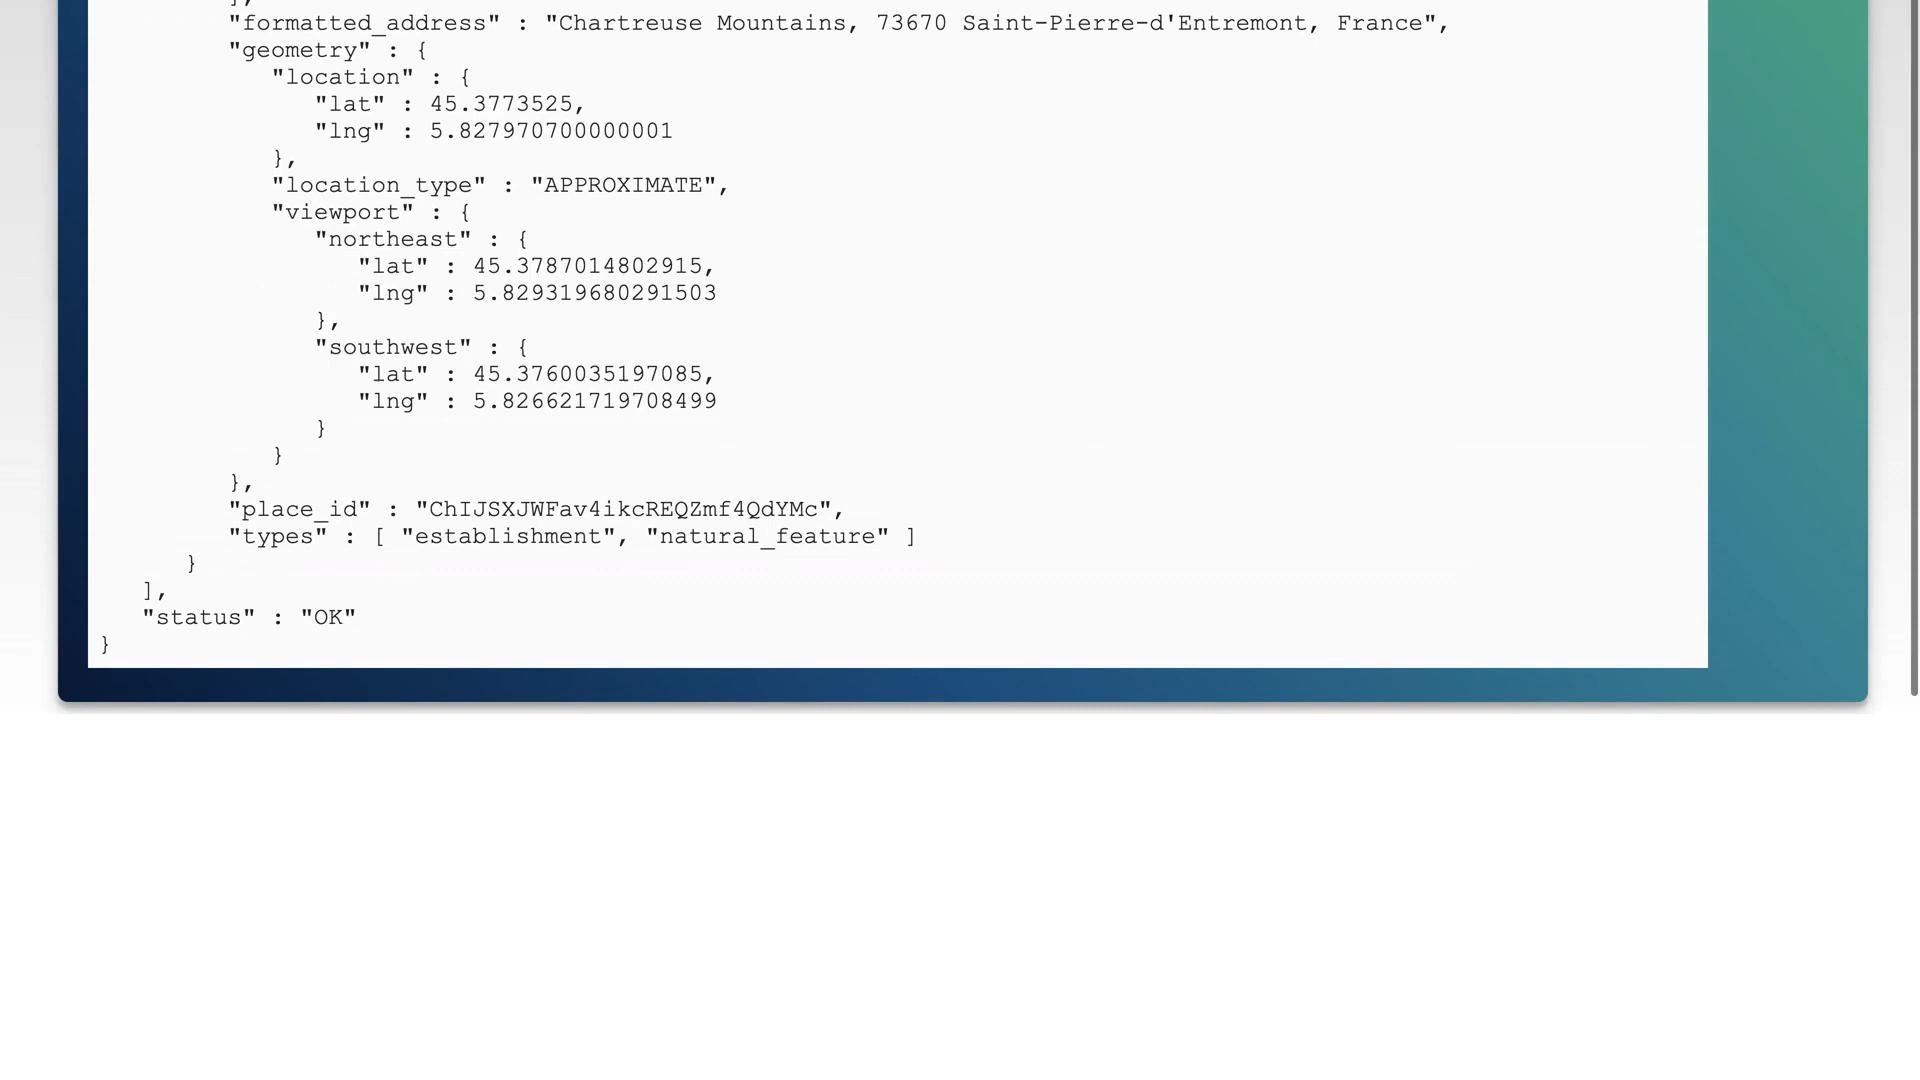 ],
"formatted_address" : "Chartreuse Mountains, 73670 Saint-Pierre-d'Entremont, France",
"geometry" : {
"location" : {
"lat" : 45.3773525,
"lng" : 5.827970700000001
},
"location_type" : "APPROXIMATE",
"viewport" : {
"northeast" : {
"lat" : 45.3787014802915,
"lng" : 5.829319680291503
},
"southwest" : {
"lat" : 45.3760035197085,
"lng" : 5.826621719708499
}
}
},
"place_id" : "ChIJSXJWFav4ikcREQZmf4QdYMc",
"types" : [ "establishment", "natural_feature" ]
}
],
"status" : "OK"
}